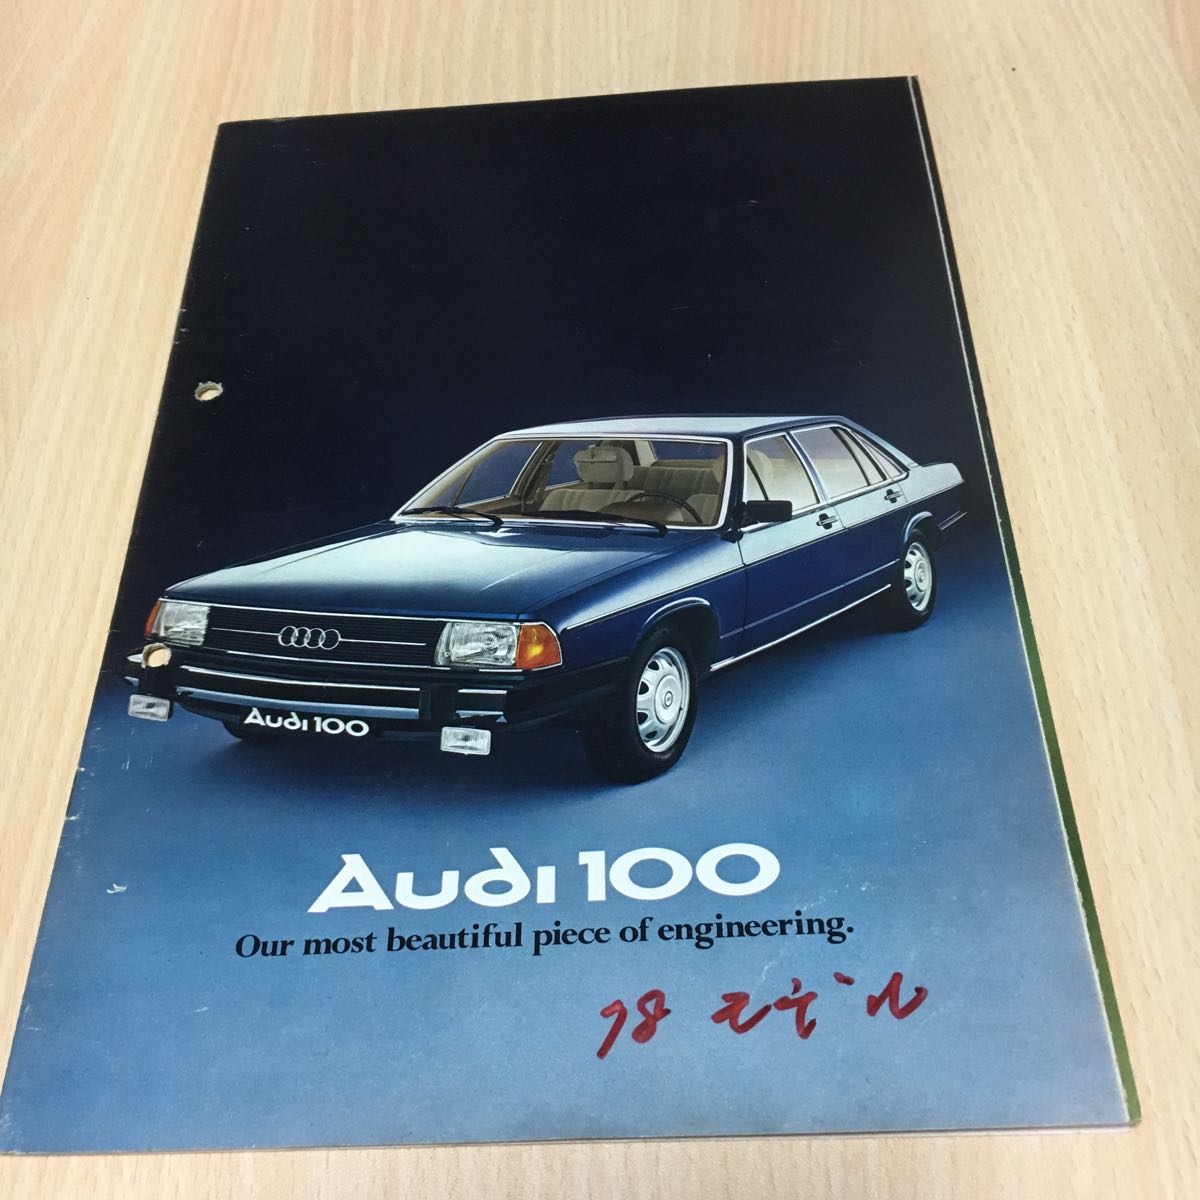 Audi 100
Audi 100
Our most beautiful piece of engineering.
78 モデル